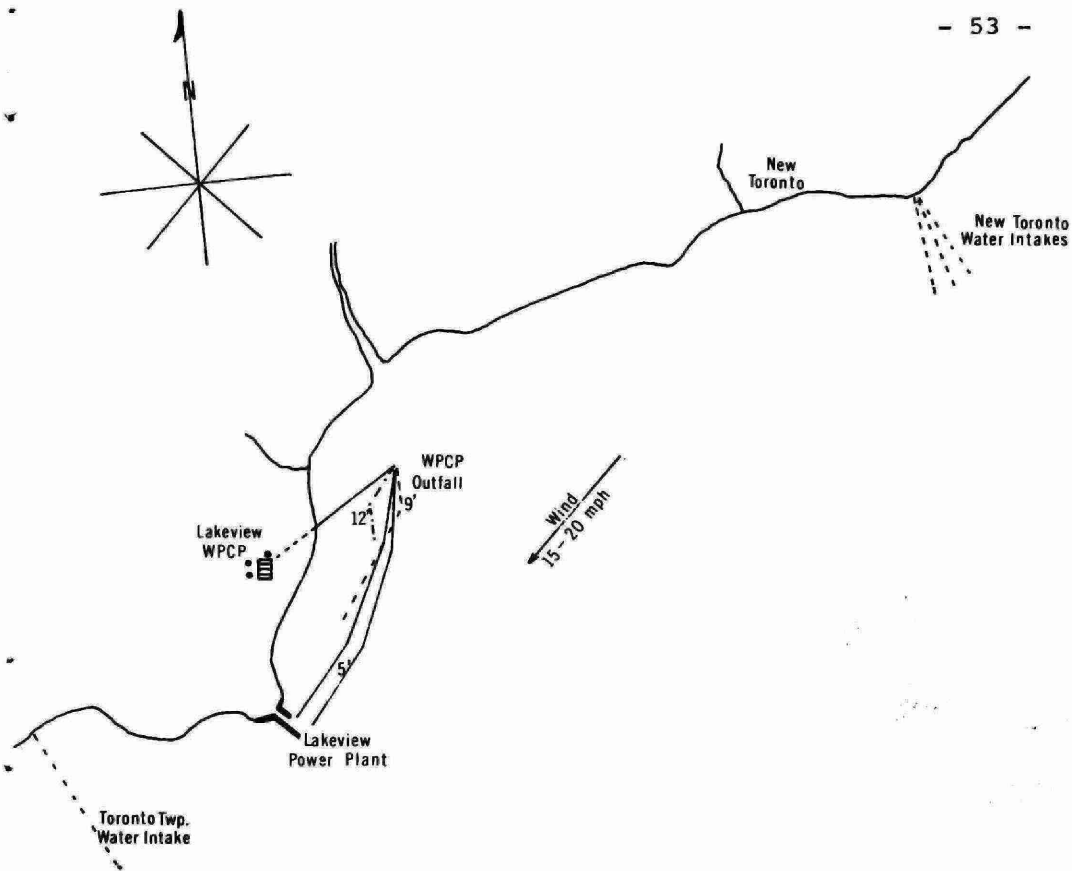 - 53 -
N
New
Toronto
New Toronto
Water Intakes
WPCP
Outfall
9'
12'
Wind
15 - 20 mph
Lakeview
WPCP
5'
Lakeview
Power Plant
Toronto Twp.
Water Intake